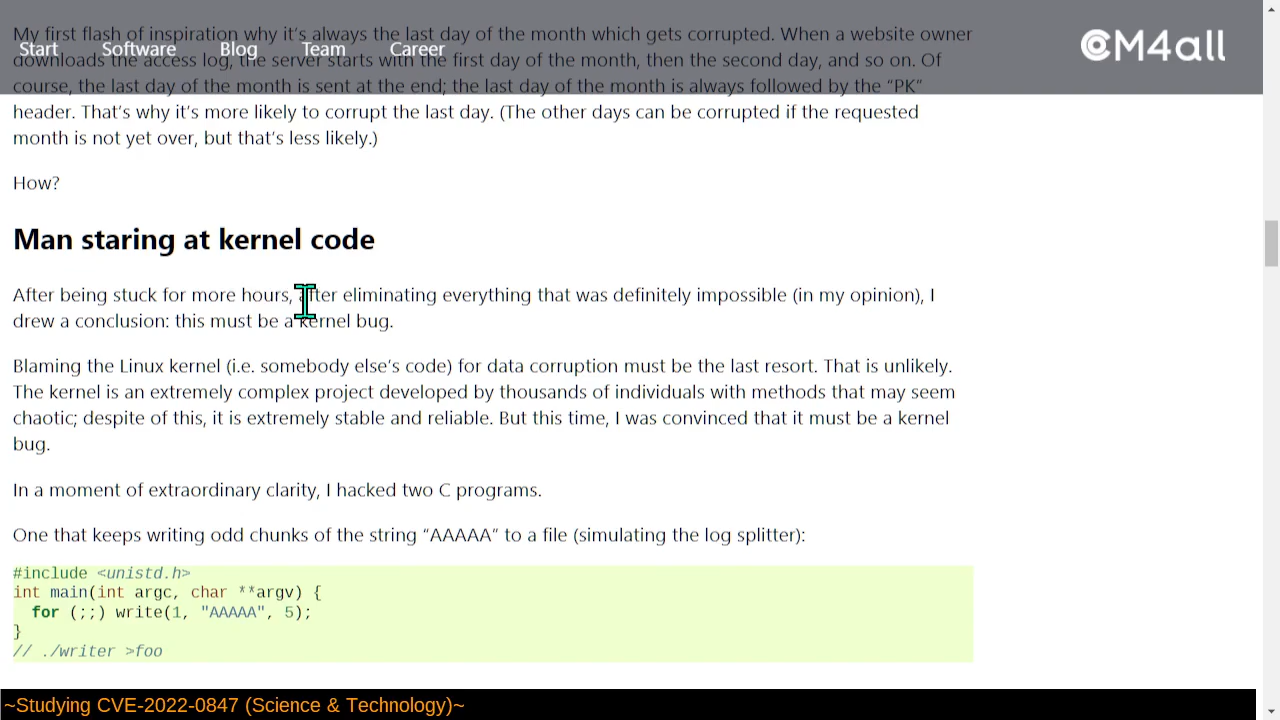 My first flash of inspiration why it’s always the last day of the month which gets corrupted. When a website owner
Start Software Blog Team Career CM4all
downloads the access log, the server starts with the first day of the month, then the second day, and so on. Of
course, the last day of the month is sent at the end; the last day of the month is always followed by the “PK”
header. That’s why it’s more likely to corrupt the last day. (The other days can be corrupted if the requested
month is not yet over, but that’s less likely.)
How?
Man staring at kernel code
After being stuck for more hours, after eliminating everything that was definitely impossible (in my opinion), I
drew a conclusion: this must be a kernel bug.
Blaming the Linux kernel (i.e. somebody else’s code) for data corruption must be the last resort. That is unlikely.
The kernel is an extremely complex project developed by thousands of individuals with methods that may seem
chaotic; despite of this, it is extremely stable and reliable. But this time, I was convinced that it must be a kernel
bug.
In a moment of extraordinary clarity, I hacked two C programs.
One that keeps writing odd chunks of the string “AAAAA” to a file (simulating the log splitter):
#include <unistd.h>
int main(int argc, char **argv) {
  for (;;) write(1, "AAAAA", 5);
}
// ./writer >foo
~Studying CVE-2022-0847 (Science & Technology)~